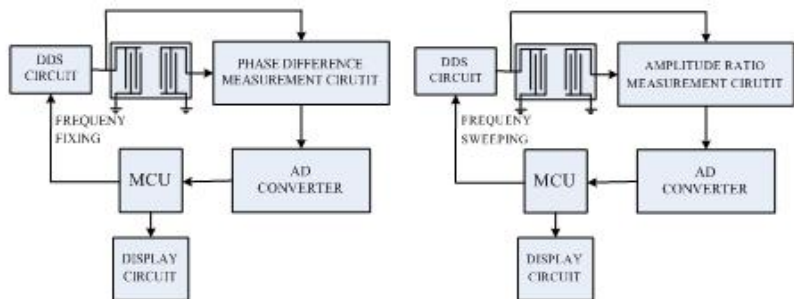 DDS
CIRCUIT
PHASE DIFFERENCE
MEASUREMENT CIRUTIT
FREQUENY
FIXING
MCU
AD
CONVERTER
DISPLAY
CIRCUIT
DDS
CIRCUIT
AMPLITUDE RATIO
MEASUREMENT CIRUTIT
FREQUENY
SWEEPING
MCU
AD
CONVERTER
DISPLAY
CIRCUIT